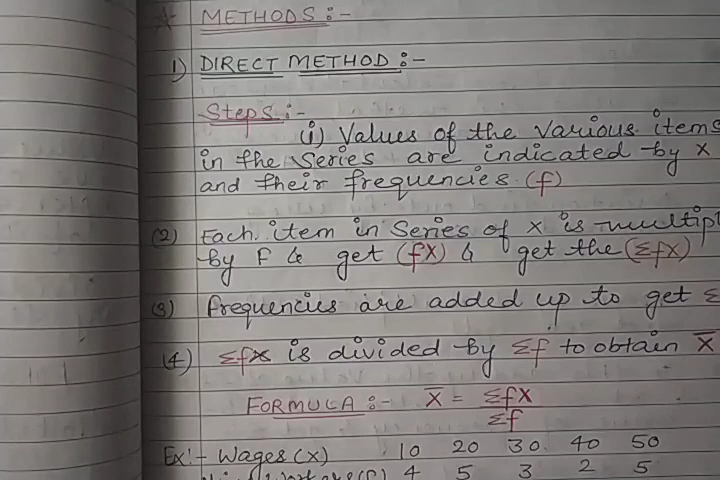 * METHODS :-
1) DIRECT METHOD :-
Steps :-
(i) Values of the various items
in the series are indicated by x
and their frequencies. (f)
(2) Each item in series of x is
by F & get (fx) & get the (Σfx)
(3) frequencies are added up to get Σ
(4) Σfx is divided by Σf to obtain X̅
FORMULA :- X̅ = Σfx / Σf
Ex:- Wages (x) 10 20 30 40 50
4 5 3 2 5